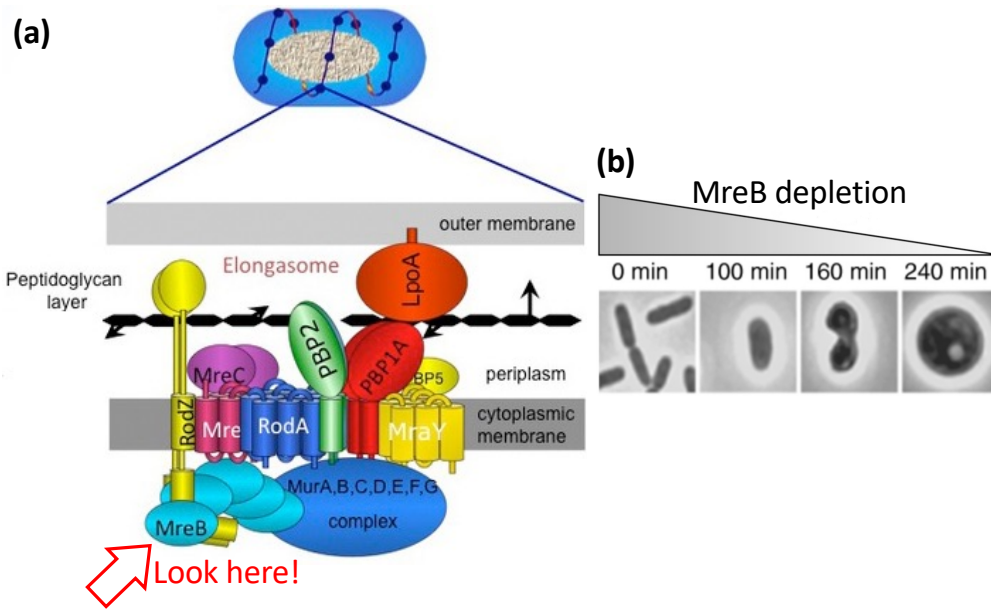 (a)
outer membrane
Elongasome
Peptidoglycan
layer
LpoA
PBP2
PBP1A
MreC
BP5
periplasm
RodZ
Mre
RodA
MraY
cytoplasmic
membrane
MurA,B,C,D,E,F,G
complex
MreB
Look here!
(b)
MreB depletion
0 min 100 min 160 min 240 min